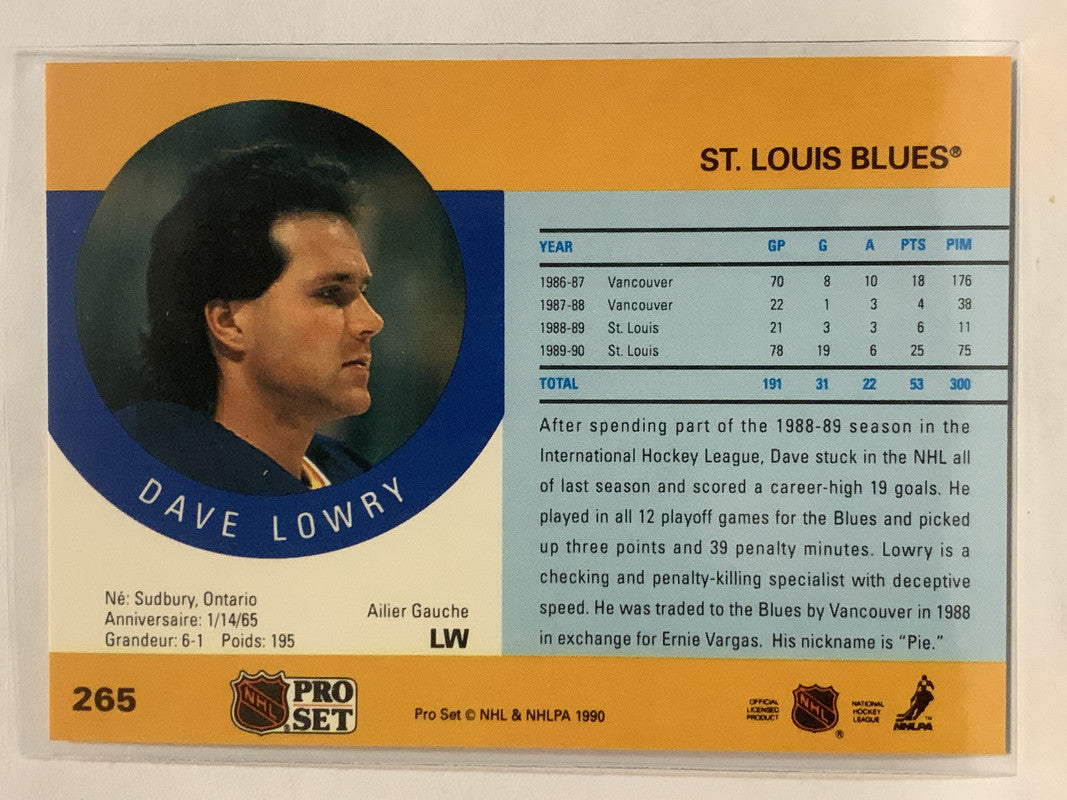 ST. LOUIS BLUES®
YEAR GP G A PTS PIM
1986-87 Vancouver 70 8 10 18 176
1987-88 Vancouver 22 1 3 4 38
1988-89 St. Louis 21 3 3 6 11
1989-90 St. Louis 78 19 6 25 75
TOTAL 191 31 22 53 300
After spending part of the 1988-89 season in the
International Hockey League, Dave stuck in the NHL all
of last season and scored a career-high 19 goals. He
played in all 12 playoff games for the Blues and picked
up three points and 39 penalty minutes. Lowry is a
checking and penalty-killing specialist with deceptive
speed. He was traded to the Blues by Vancouver in 1988
in exchange for Ernie Vargas. His nickname is “Pie.”
DAVE LOWRY
Né: Sudbury, Ontario
Anniversaire: 1/14/65
Grandeur: 6-1 Poids: 195
Ailier Gauche
LW
265
NHL
PRO
SET
Pro Set © NHL & NHLPA 1990
OFFICIAL
LICENSED
PRODUCT
NHL ®
NATIONAL
HOCKEY
LEAGUE
NHLPA ™